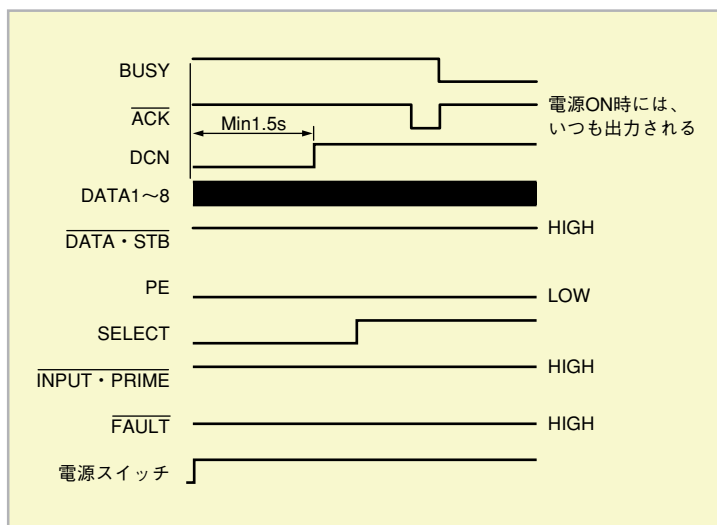 BUSY
ACK
電源ON時には、
いつも出力される
Min1.5s
DCN
DATA1～8
DATA・STB
HIGH
PE
LOW
SELECT
INPUT・PRIME
HIGH
FAULT
HIGH
電源スイッチ